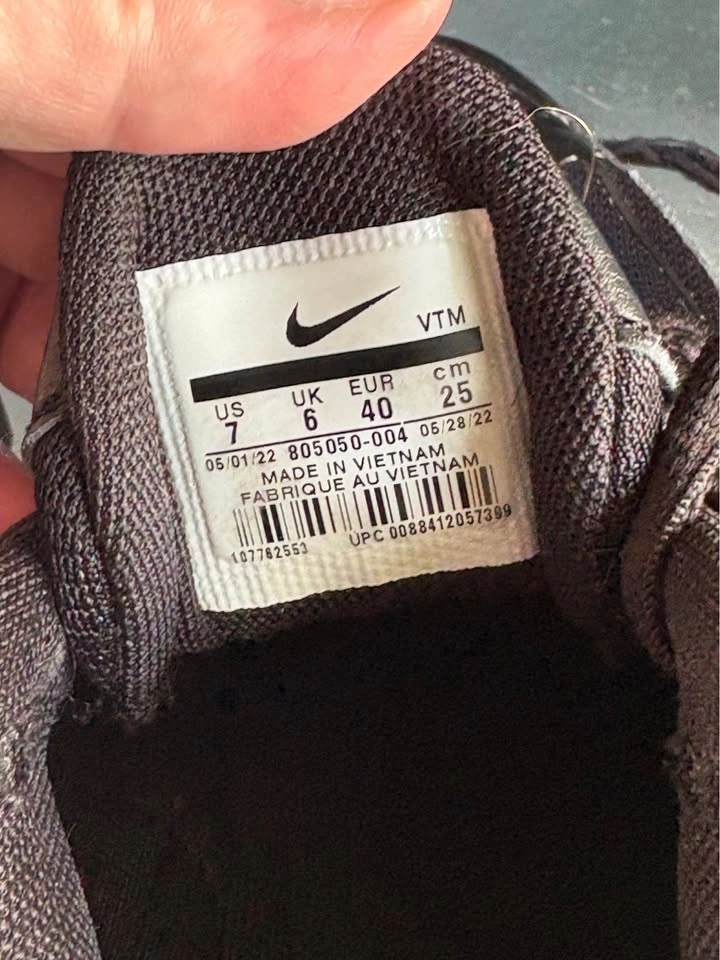 VTM
US UK EUR cm
7 6 40 25
05/01/22 805050-004 05/28/22
MADE IN VIETNAM
FABRIQUE AU VIETNAM
107782553 UPC 0088412057399